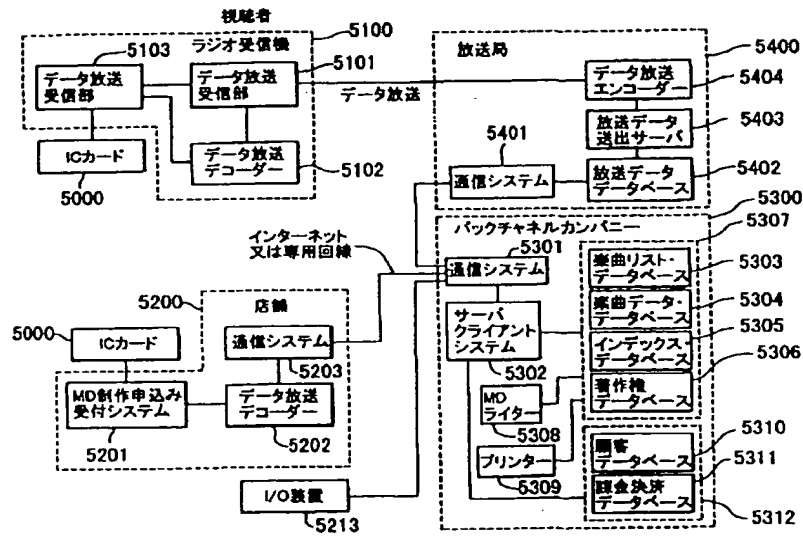 視聴者
5100
ラジオ受信機
5103
データ放送
受信部
5101
データ放送
受信部
データ放送
ICカード
5000
データ放送
デコーダー
5102
放送局
5400
データ放送
エンコーダー
5404
放送データ
送出サーバ
5403
5401
通信システム
放送データ
データベース
5402
5300
バックチャネルカンパニー
5307
5301
通信システム
インターネット
又は専用回線
楽曲リスト・
データベース
5303
楽曲データ・
データベース
5304
インデックス・
データベース
5305
著作権
データベース
5306
サーバ
クライアント
システム
5302
MD
ライター
5308
プリンター
5309
顧客
データベース
5310
課金決済
データベース
5311
5312
5200
店舗
5000
ICカード
通信システム
5203
MD制作申込み
受付システム
5201
データ放送
デコーダー
5202
I/O装置
5213